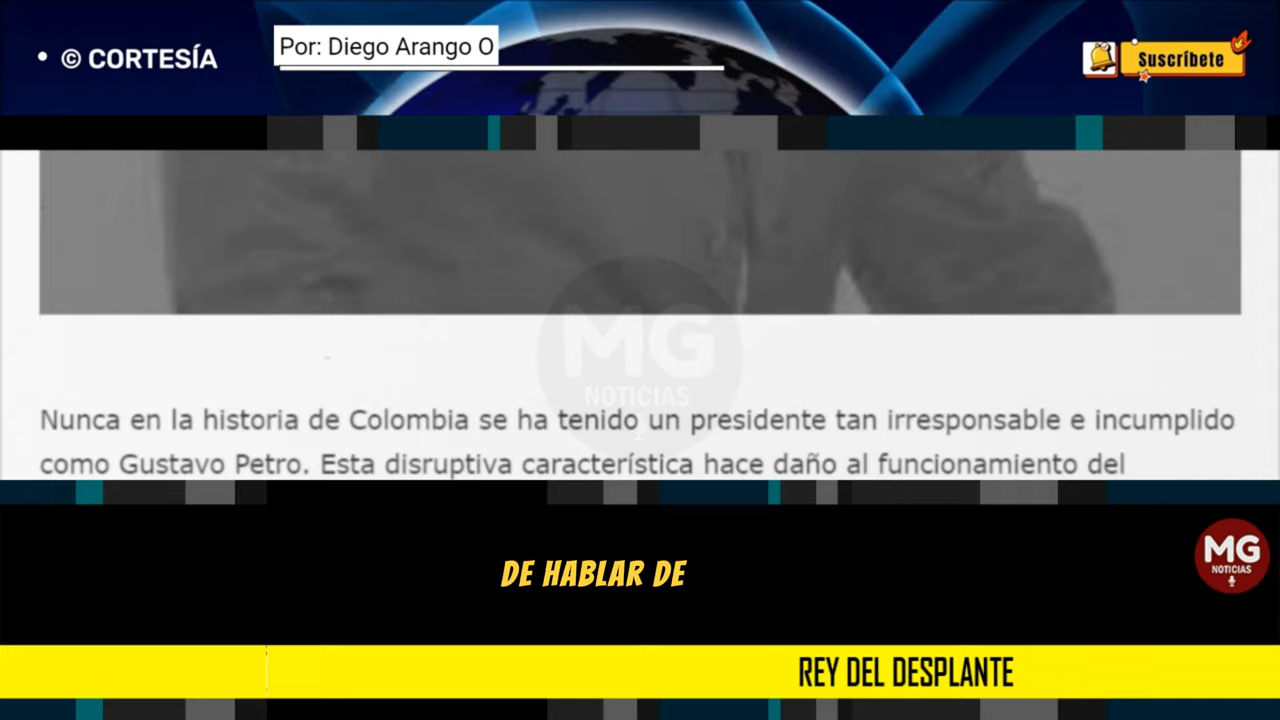 • © CORTESÍA
Por: Diego Arango O
Suscríbete
MG
NOTICIAS
Nunca en la historia de Colombia se ha tenido un presidente tan irresponsable e incumplido
como Gustavo Petro. Esta disruptiva característica hace daño al funcionamiento del
DE HABLAR DE
MG
NOTICIAS
REY DEL DESPLANTE